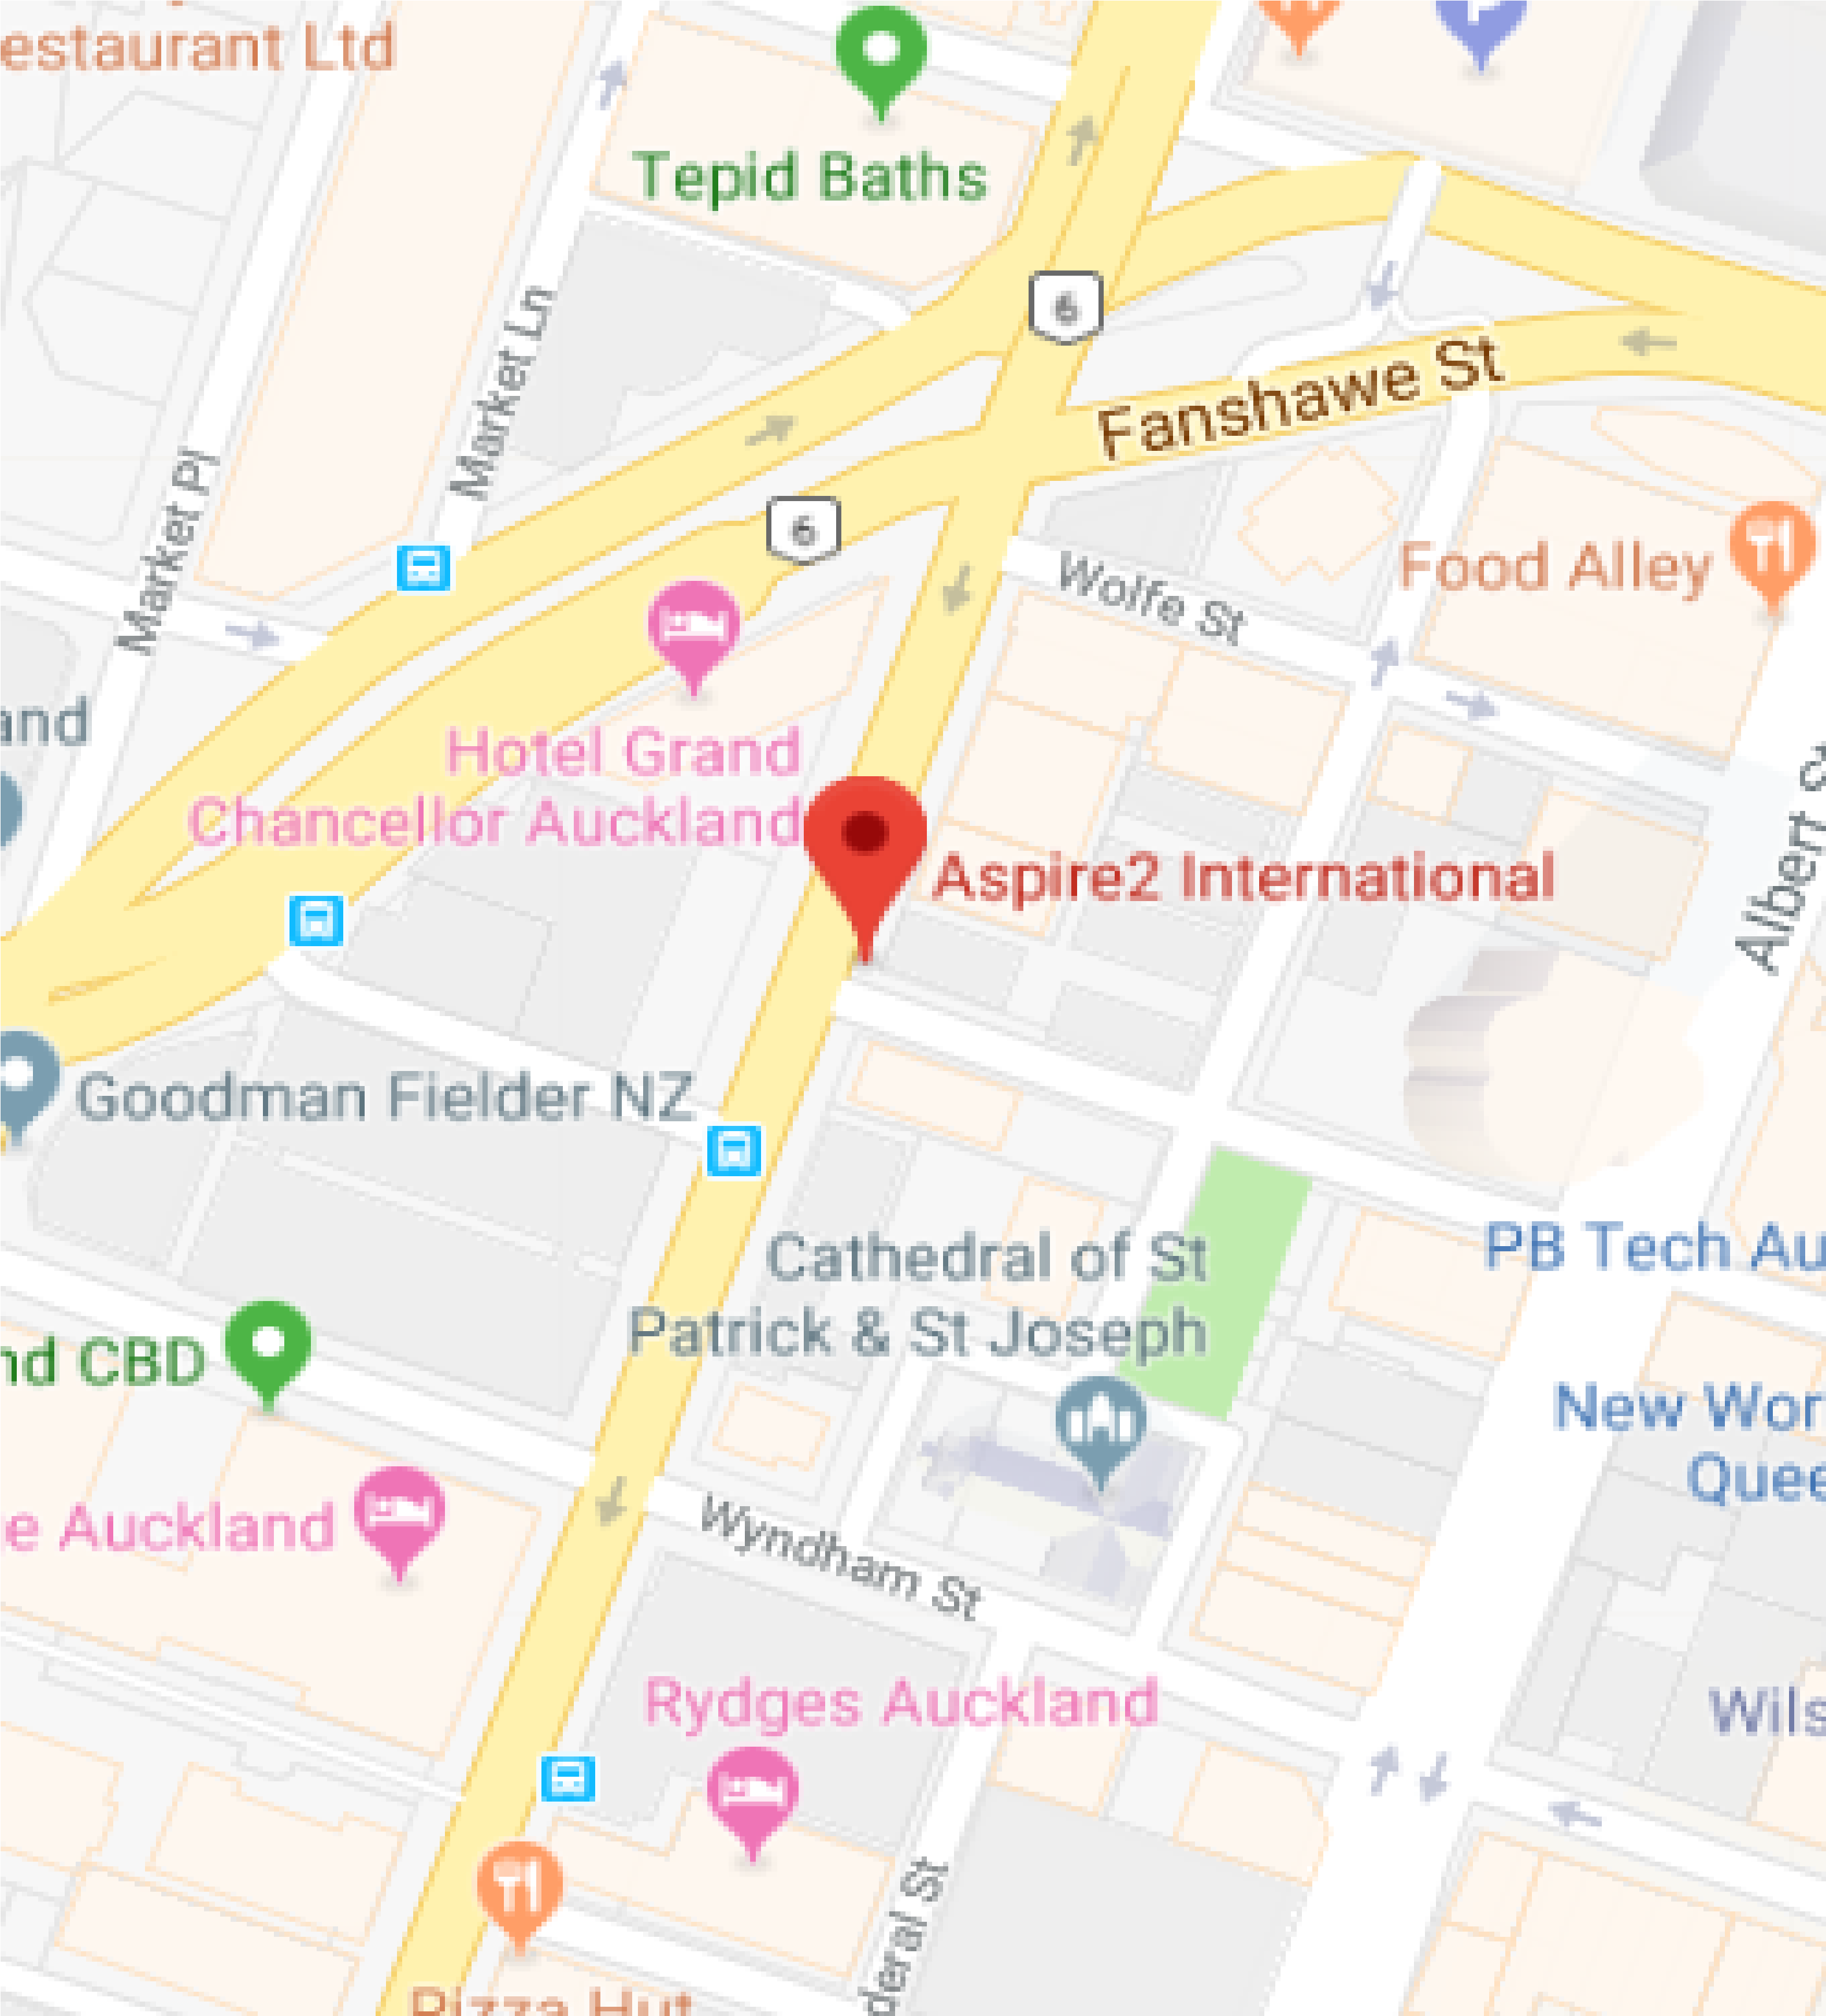 estaurant Ltd
Tepid Baths
Market Ln
6
Fanshawe St
Market Pl
6
Wolfe St
Food Alley
and
Hotel Grand
Chancellor Auckland
Aspire2 International
Albert S
Goodman Fielder NZ
PB Tech Au
Cathedral of St
Patrick & St Joseph
nd CBD
New Wor
Quee
e Auckland
Wyndham St
Rydges Auckland
Wils
deral St
Pizza Hut